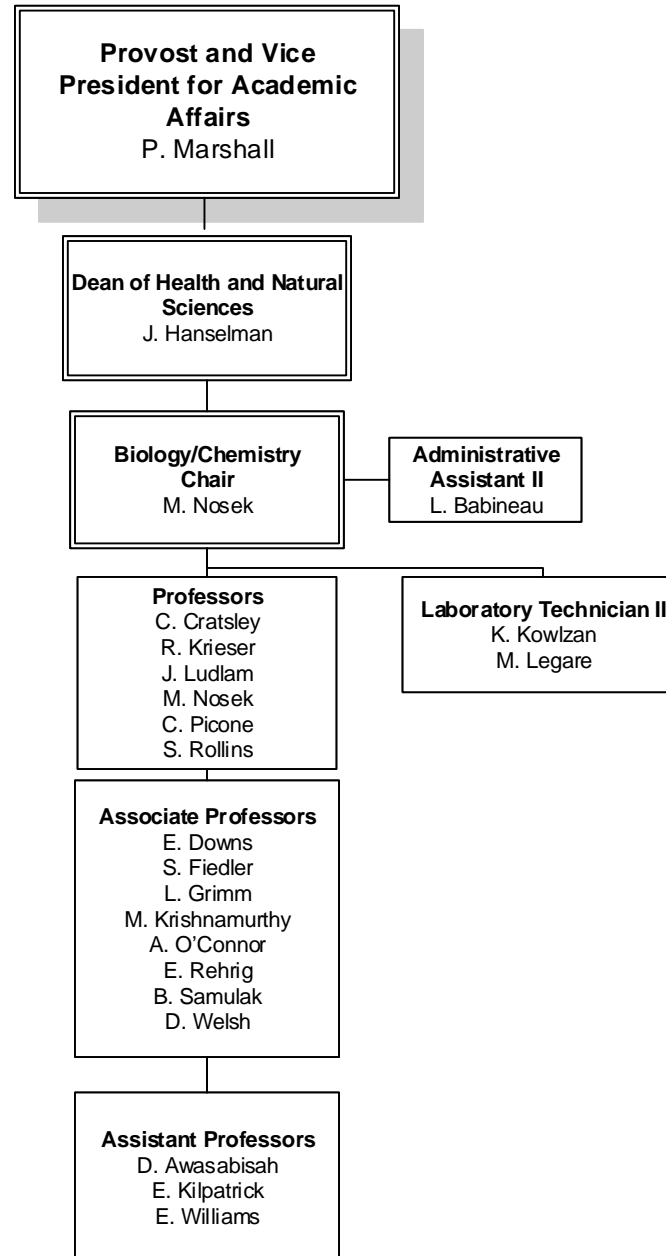 Provost and Vice
President for Academic
Affairs
P. Marshall
Dean of Health and Natural
Sciences
J. Hanselman
Biology/Chemistry
Chair
M. Nosek
Administrative
Assistant II
L. Babineau
Professors
C. Cratsley
R. Krieser
J. Ludlam
M. Nosek
C. Picone
S. Rollins
Laboratory Technician II
K. Kowlzan
M. Legare
Associate Professors
E. Downs
S. Fiedler
L. Grimm
M. Krishnamurthy
A. O’Connor
E. Rehrig
B. Samulak
D. Welsh
Assistant Professors
D. Awasabisah
E. Kilpatrick
E. Williams